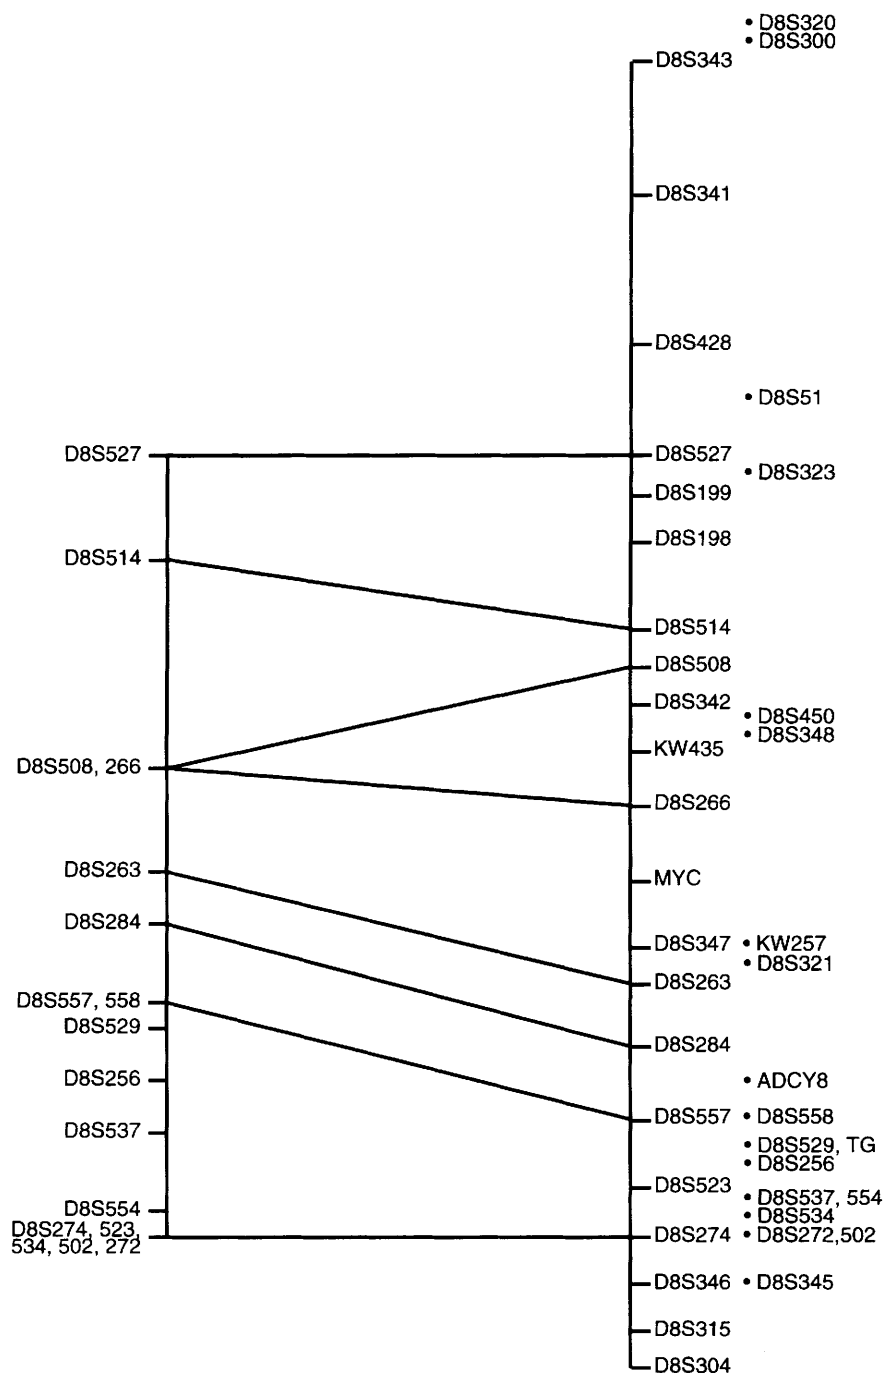 • D8S320
• D8S300
D8S343
D8S341
D8S428
• D8S51
D8S527
D8S527
• D8S323
D8S199
D8S198
D8S514
D8S514
D8S508
D8S342
• D8S450
• D8S348
KW435
D8S508, 266
D8S266
D8S263
MYC
D8S284
D8S347 • KW257
• D8S321
D8S263
D8S557, 558
D8S529
D8S284
D8S256
• ADCY8
D8S557 • D8S558
D8S537
• D8S529, TG
• D8S256
D8S523
• D8S537, 554
D8S554
• D8S534
D8S274, 523,
534, 502, 272
D8S274 • D8S272,502
D8S346 • D8S345
D8S315
D8S304